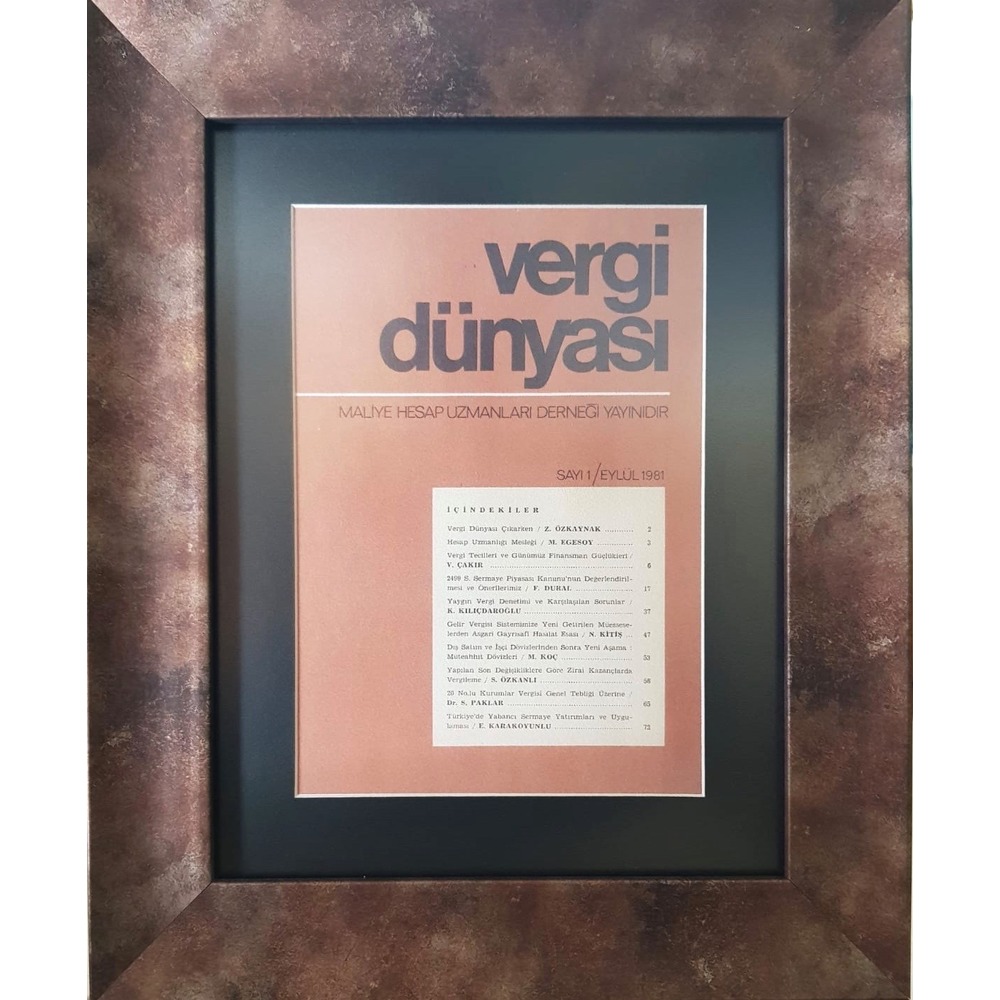 vergi
dünyası
MALİYE HESAP UZMANLARI DERNEĞİ YAYINIDIR
SAYI 1/EYLÜL 1981
İÇİNDEKİLER
Vergi Dünyası Çıkarken / Z. ÖZKAYNAK ............ 2
Hesap Uzmanlığı Mesleği / M. EGESOY ............... 3
Vergi Tecilleri ve Günümüz Finansman Güçlükleri /
V. ÇAKIR ............................................. 6
2499 S. Sermaye Piyasası Kanunu'nun Değerlendiril-
mesi ve Önerilerimiz / F. DURAL ..................... 17
Yaygın Vergi Denetimi ve Karşılaşılan Sorunlar /
K. KILIÇDAROĞLU .................................... 37
Gelir Vergisi Sistemimize Yeni Getirilen Müessese-
lerden Asgari Gayrısafi Hasılat Esası / N. KİTİŞ ... 47
Dış Satım ve İşçi Dövizlerinden Sonra Yeni Aşama :
Müteahhit Dövizleri / M. KOÇ ........................ 53
Yapılan Son Değişikliklere Göre Zirai Kazançlarda
Vergileme / S. ÖZKANLI .............................. 58
26 No.lu Kurumlar Vergisi Genel Tebliği Üzerine /
Dr. S. PAKLAR ....................................... 65
Türkiye'de Yabancı Sermaye Yatırımları ve Uygu-
laması / E. KARAKOYUNLU ........................... 72